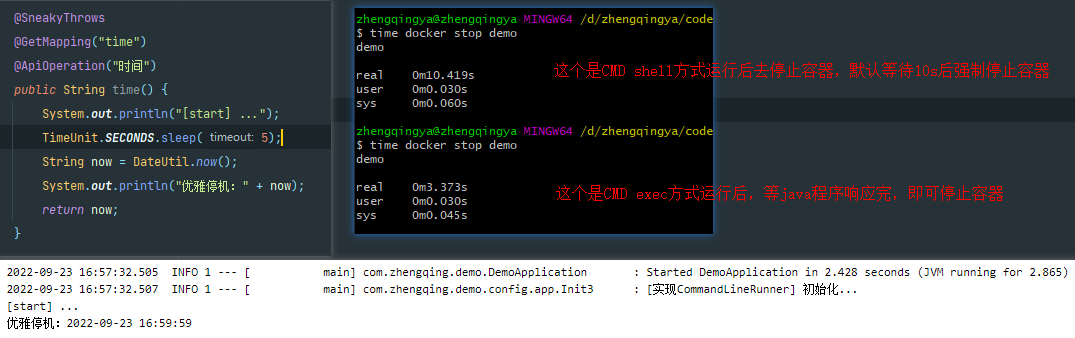 @SneakyThrows
@GetMapping("time")
@ApiOperation("时间")
public String time() {
System.out.println("[start] ...");
TimeUnit.SECONDS.sleep( timeout: 5);
String now = DateUtil.now();
System.out.println("优雅停机：" + now);
return now;
}
zhengqingya@zhengqingya MINGW64 /d/zhengqingya/code
$ time docker stop demo
demo
real 0m10.419s
user 0m0.030s
sys 0m0.060s
这个是CMD shell方式运行后去停止容器，默认等待10s后强制停止容器
zhengqingya@zhengqingya MINGW64 /d/zhengqingya/code
$ time docker stop demo
demo
real 0m3.373s
user 0m0.030s
sys 0m0.045s
这个是CMD exec方式运行后，等java程序响应完，即可停止容器
2022-09-23 16:57:32.505 INFO 1 --- [ main] com.zhengqing.demo.DemoApplication : Started DemoApplication in 2.428 seconds (JVM running for 2.865)
2022-09-23 16:57:32.507 INFO 1 --- [ main] com.zhengqing.demo.config.app.Init3 : [实现CommandLineRunner] 初始化...
[start] ...
优雅停机：2022-09-23 16:59:59